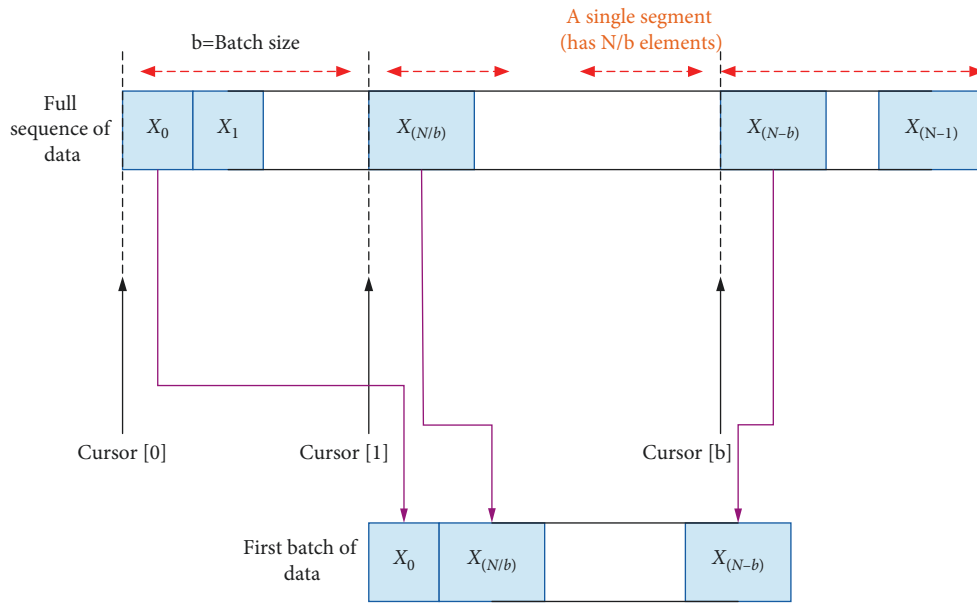 A single segment
(has N/b elements)
b=Batch size
Full
sequence of
data
X₀
X₁
X₍N/b₎
X₍N–b₎
X₍N–1₎
Cursor [0]
Cursor [1]
Cursor [b]
First batch of
data
X₀
X₍N/b₎
X₍N–b₎